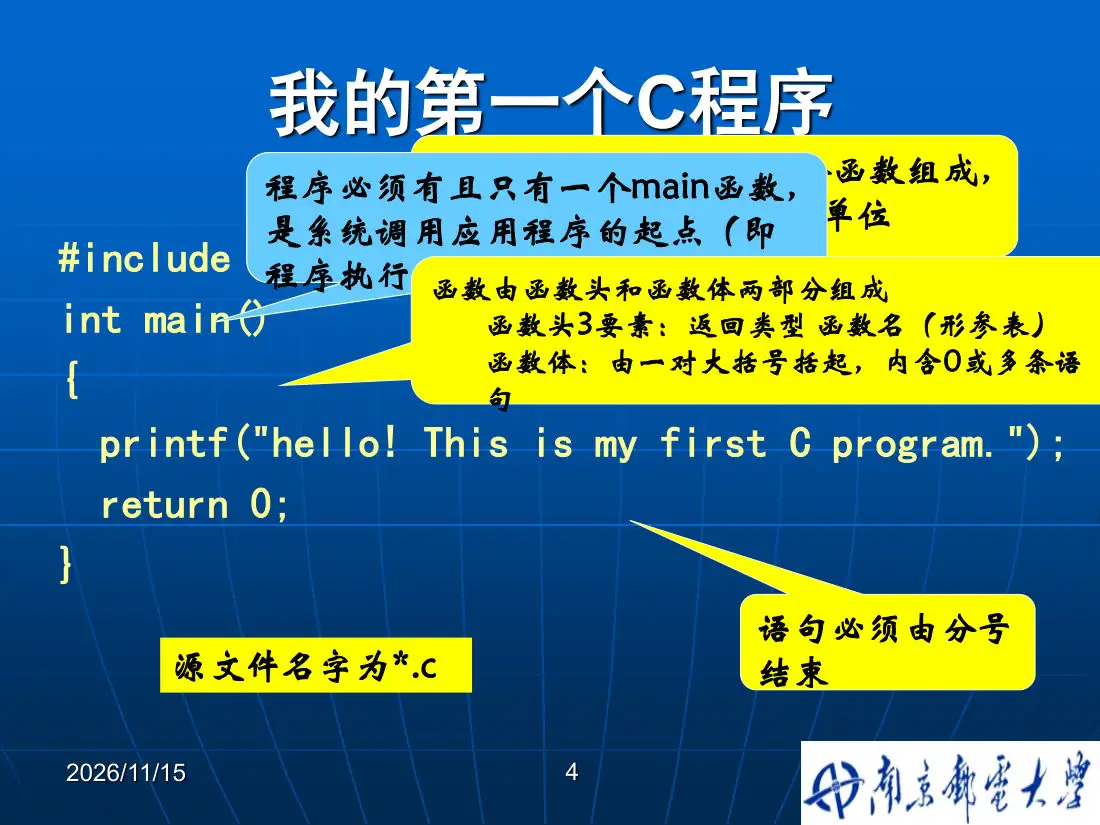 我的第一个C程序
函数组成，
单位
程序必须有且只有一个main函数，
是系统调用应用程序的起点（即
程序执行
#include
函数由函数头和函数体两部分组成
函数头3要素：返回类型 函数名（形参表）
函数体：由一对大括号括起，内含0或多条语
句
int main()
{
printf("hello! This is my first C program.");
return 0;
}
语句必须由分号
结束
源文件名字为*.c
2026/11/15
4
南京邮电大学